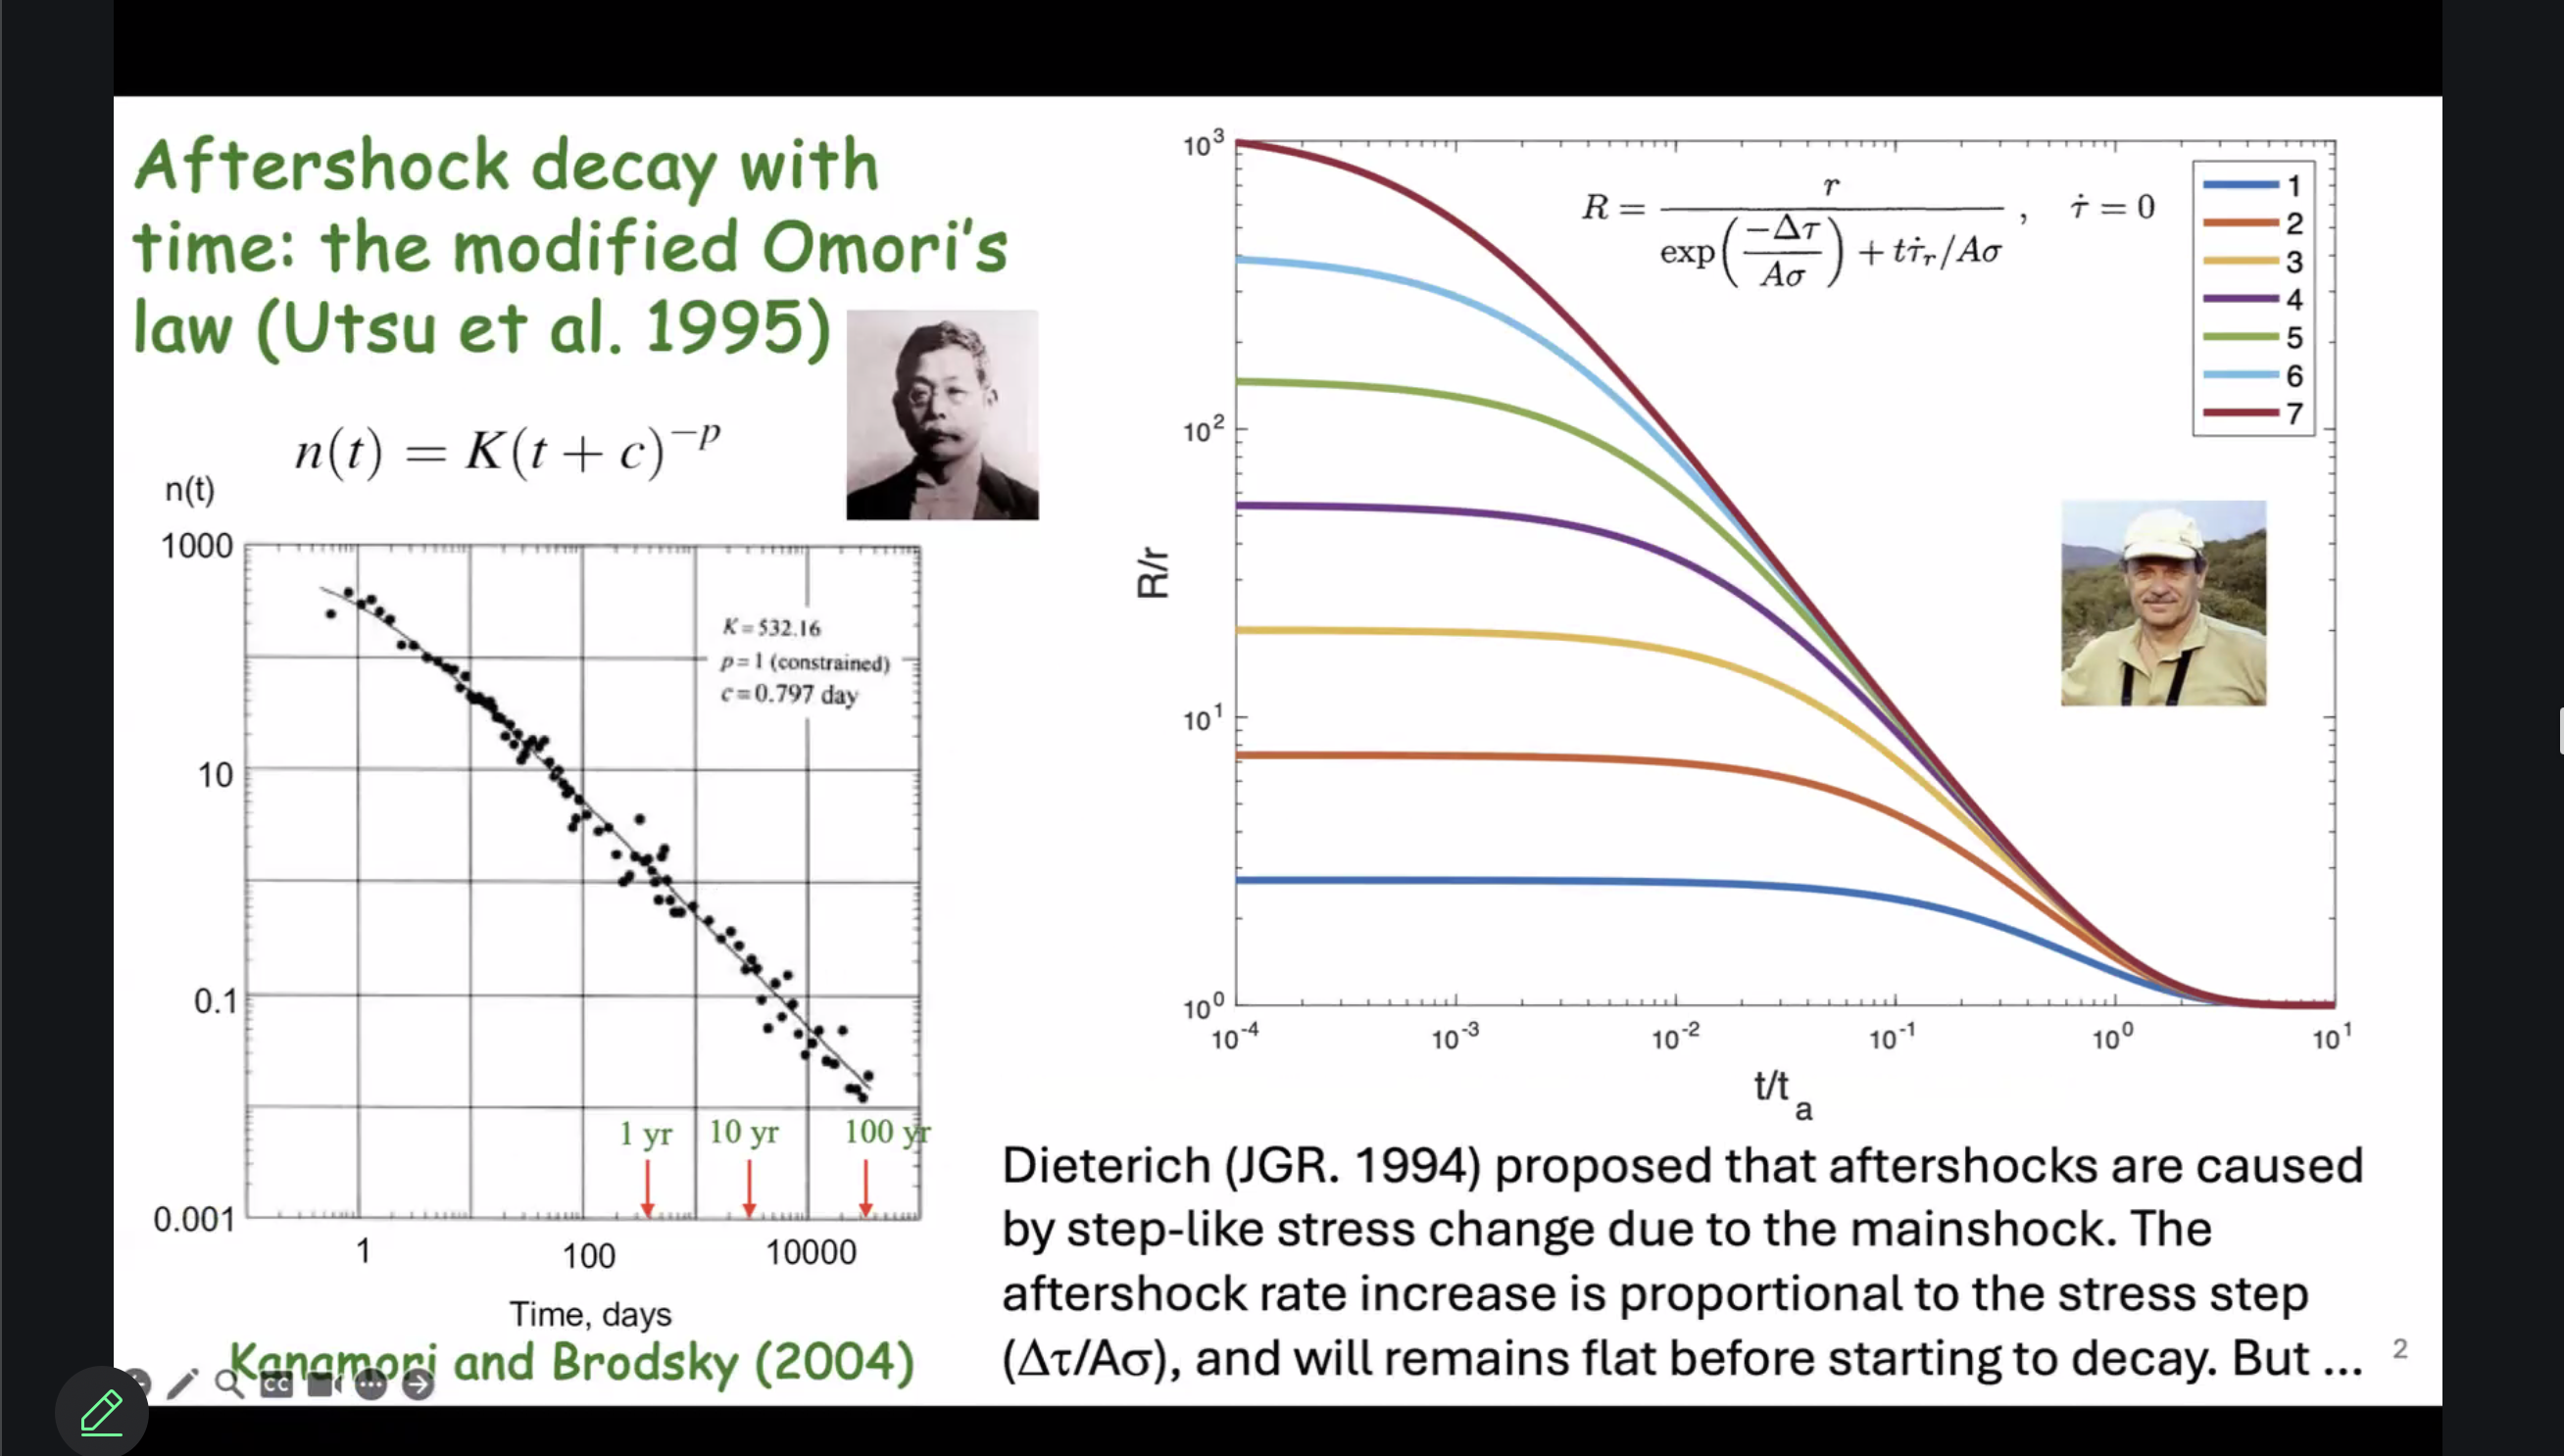 Aftershock decay with
time: the modified Omori's
law (Utsu et al. 1995)
n(t) = K(t + c)^{-p}
n(t)
1000
10
0.1
0.001
K = 532.16
p = 1 (constrained)
c = 0.797 day
1 yr 10 yr 100 yr
1 100 10000
Time, days
Kanamori and Brodsky (2004)
R = \frac{r}{\exp\left(\frac{-\Delta\tau}{A\sigma}\right) + t\dot{\tau}_r/A\sigma}, \dot{\tau} = 0
1
2
3
4
5
6
7
R/r
10^3
10^2
10^1
10^0
10^{-4} 10^{-3} 10^{-2} 10^{-1} 10^0 10^1
t/t_a
Dieterich (JGR. 1994) proposed that aftershocks are caused
by step-like stress change due to the mainshock. The
aftershock rate increase is proportional to the stress step
(Δτ/Aσ), and will remains flat before starting to decay. But ...
2
CC